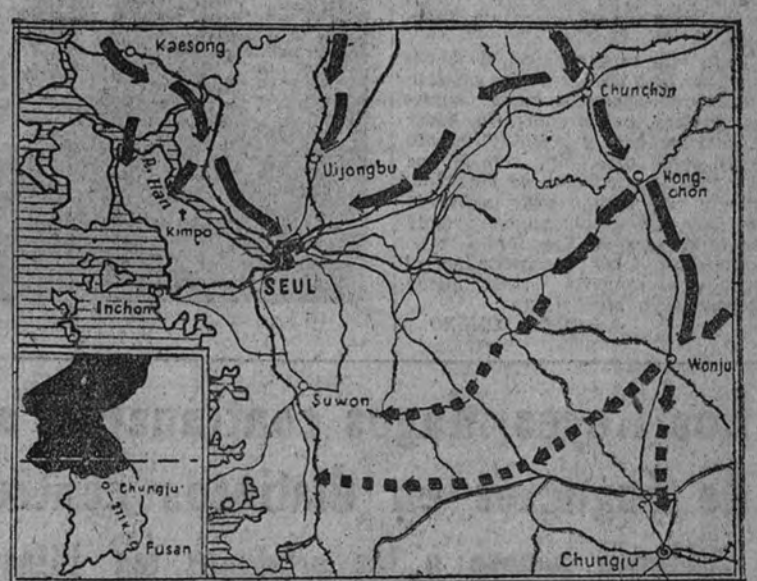 Kaesong
Chunchon
Uijongbu
Hong-
chon
R. Han
Kimpo
SEUL
Inchon
Wonju
Suwon
Chungju
Fusan
Chungju